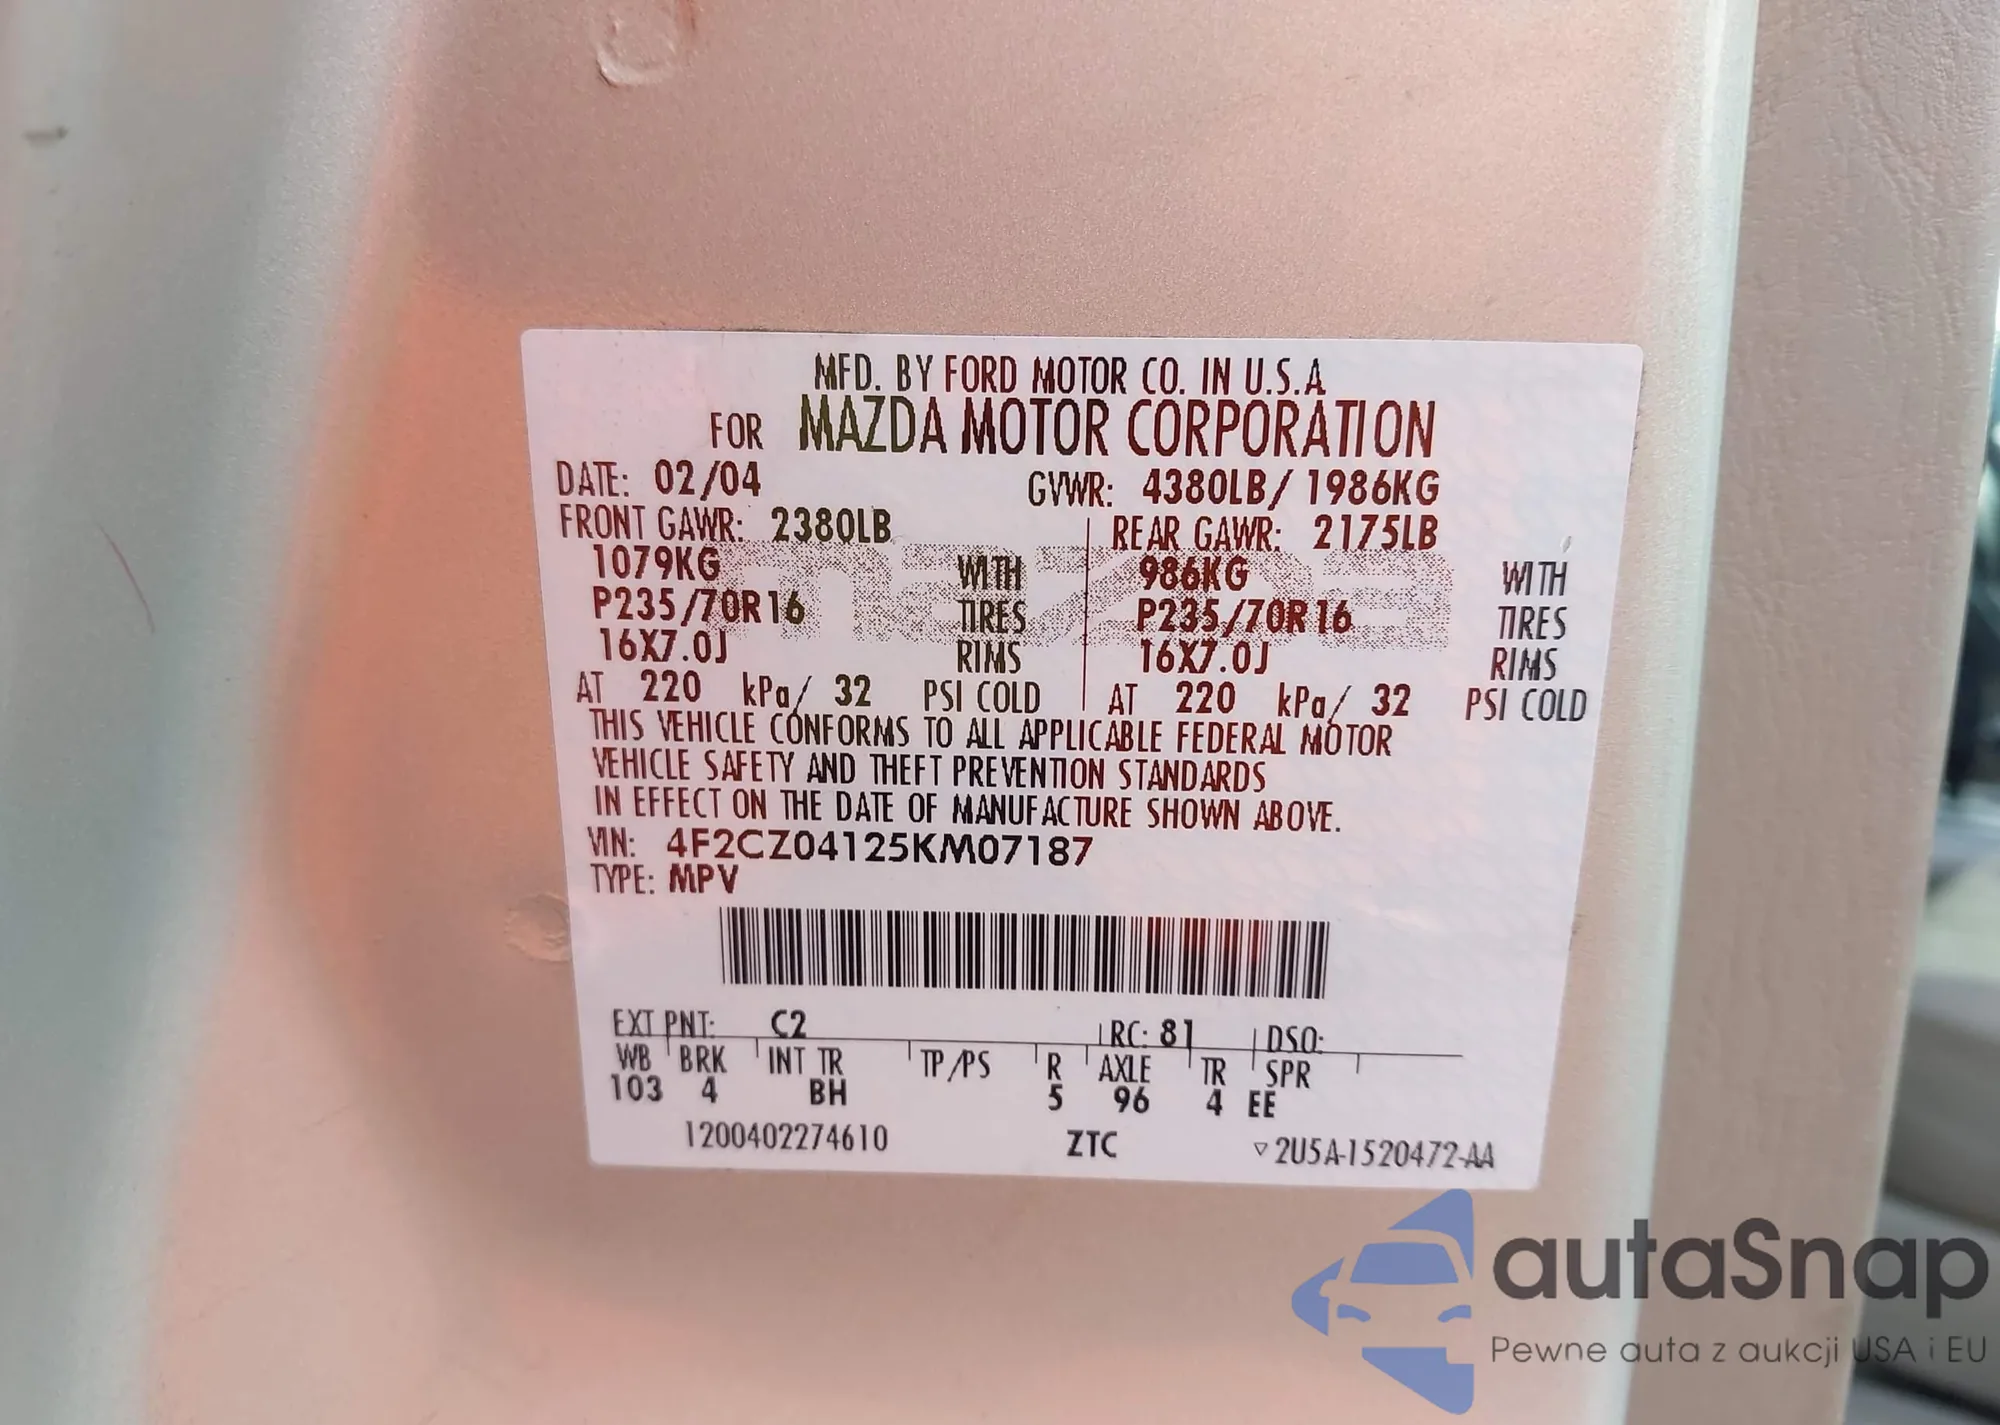 MFD. BY FORD MOTOR CO. IN U.S.A
FOR MAZDA MOTOR CORPORATION
DATE: 02/04 GVWR: 4380LB/ 1986KG
FRONT GAWR: 2380LB REAR GAWR: 2175LB
1079KG WITH 986KG WITH
P235/70R16 TIRES P235/70R16 TIRES
16X7.0J RIMS 16X7.0J RIMS
AT 220 kPa/ 32 PSI COLD AT 220 kPa/ 32 PSI COLD
THIS VEHICLE CONFORMS TO ALL APPLICABLE FEDERAL MOTOR
VEHICLE SAFETY AND THEFT PREVENTION STANDARDS
IN EFFECT ON THE DATE OF MANUFACTURE SHOWN ABOVE.
VIN: 4F2CZ04125KM07187
TYPE: MPV
EXT PNT: C2 RC: 81 DSO:
WB BRK INT TR TP/PS R AXLE TR SPR
103 4 BH 5 96 4 EE
1200402274610 ZTC ▽2U5A-1520472-AA
autaSnap
Pewne auta z aukcji USA i EU